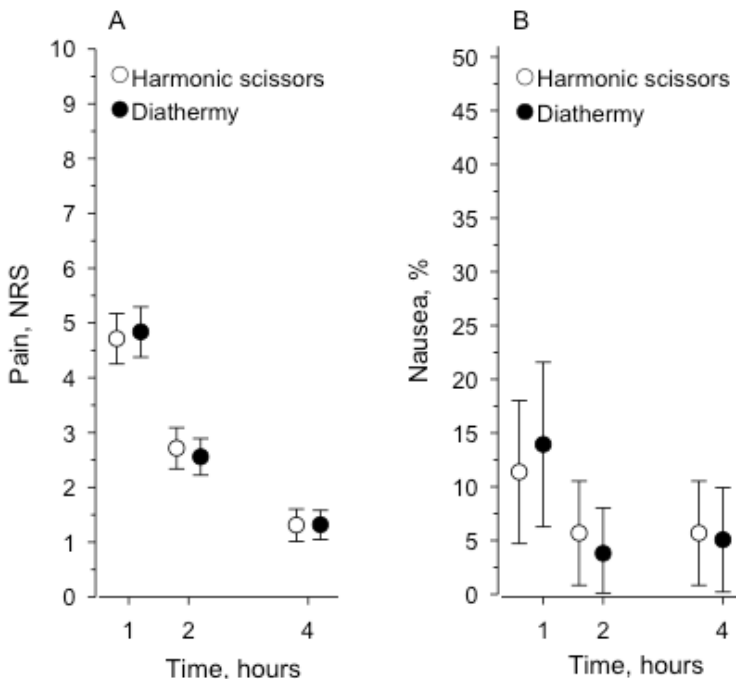 A
10
9
8
7
6
5
4
3
2
1
0
Pain, NRS
Harmonic scissors
Diathermy
1 2 4
Time, hours
B
50
45
40
35
30
25
20
15
10
5
0
Nausea, %
Harmonic scissors
Diathermy
1 2 4
Time, hours